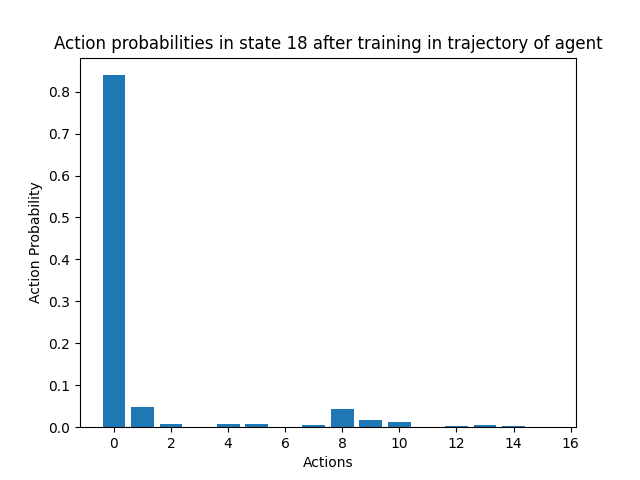 Action probabilities in state 18 after training in trajectory of agent
Action Probability
0.8
0.7
0.6
0.5
0.4
0.3
0.2
0.1
0.0
0 2 4 6 8 10 12 14 16
Actions